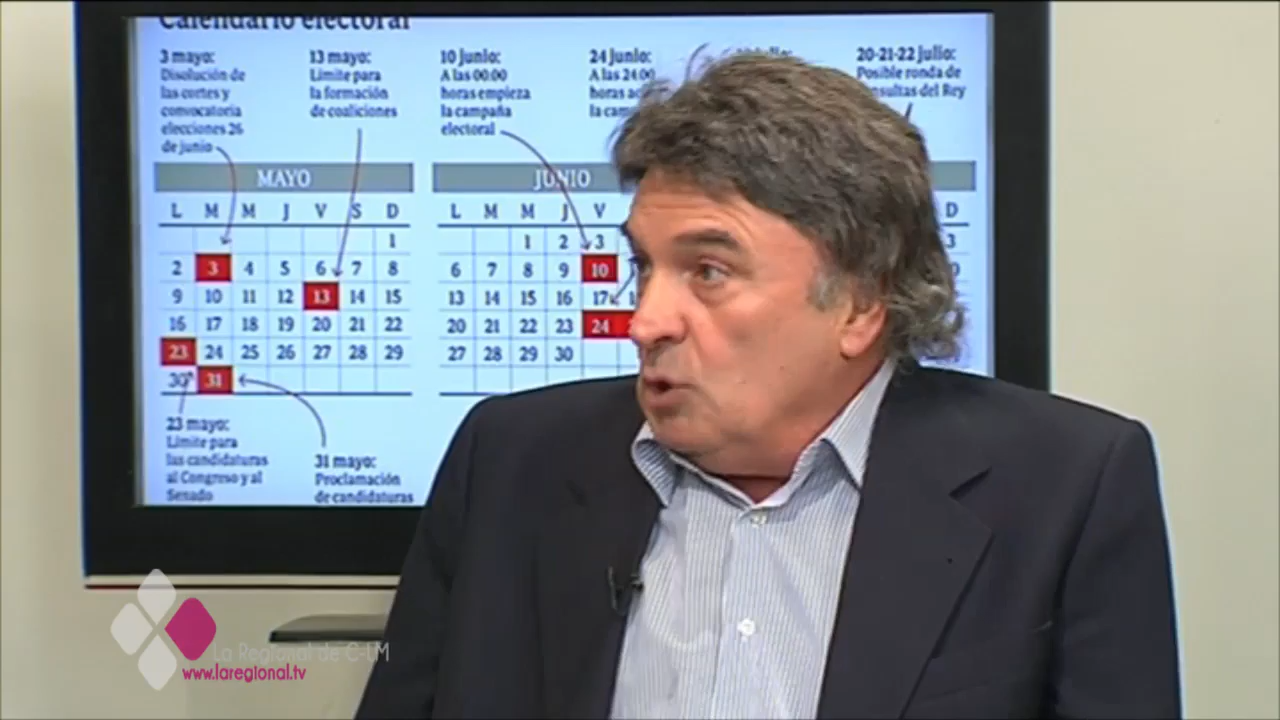 Calendario electoral
3 mayo:
Disolución de
las cortes y
convocatoria
elecciones 26
de junio
13 mayo:
Límite para
la formación
de coaliciones
10 junio:
A las 00:00
horas empieza
la campaña
electoral
24 junio:
A las 24:00
horas
la
20-21-22 julio:
Posible ronda de
consultas del Rey
MAYO
L M M J V S D
1
2 3 4 5 6 7 8
9 10 11 12 13 14 15
16 17 18 19 20 21 22
23 24 25 26 27 28 29
30 31
JUNIO
L M M J V
1 2 3
6 7 8 9 10
13 14 15 16 17
20 21 22 23 24
27 28 29 30
D
3
23 mayo:
Límite para
las candidaturas
al Congreso y al
Senado
31 mayo:
Proclamación
de candidaturas
La Regional de C-LM
www.laregional.tv